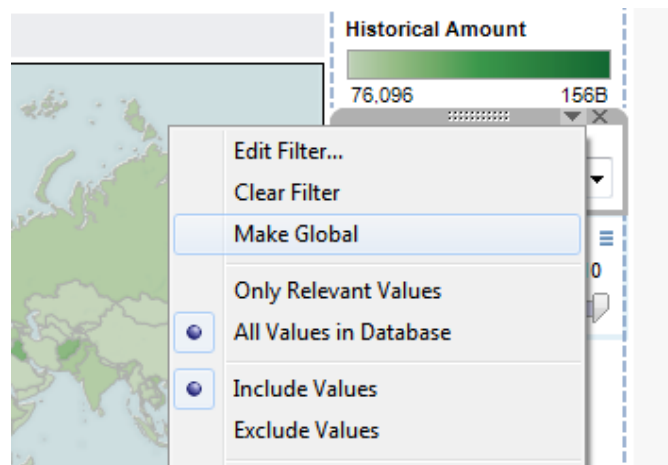 Historical Amount
76,096 156B
Edit Filter...
Clear Filter
Make Global
0
Only Relevant Values
All Values in Database
Include Values
Exclude Values